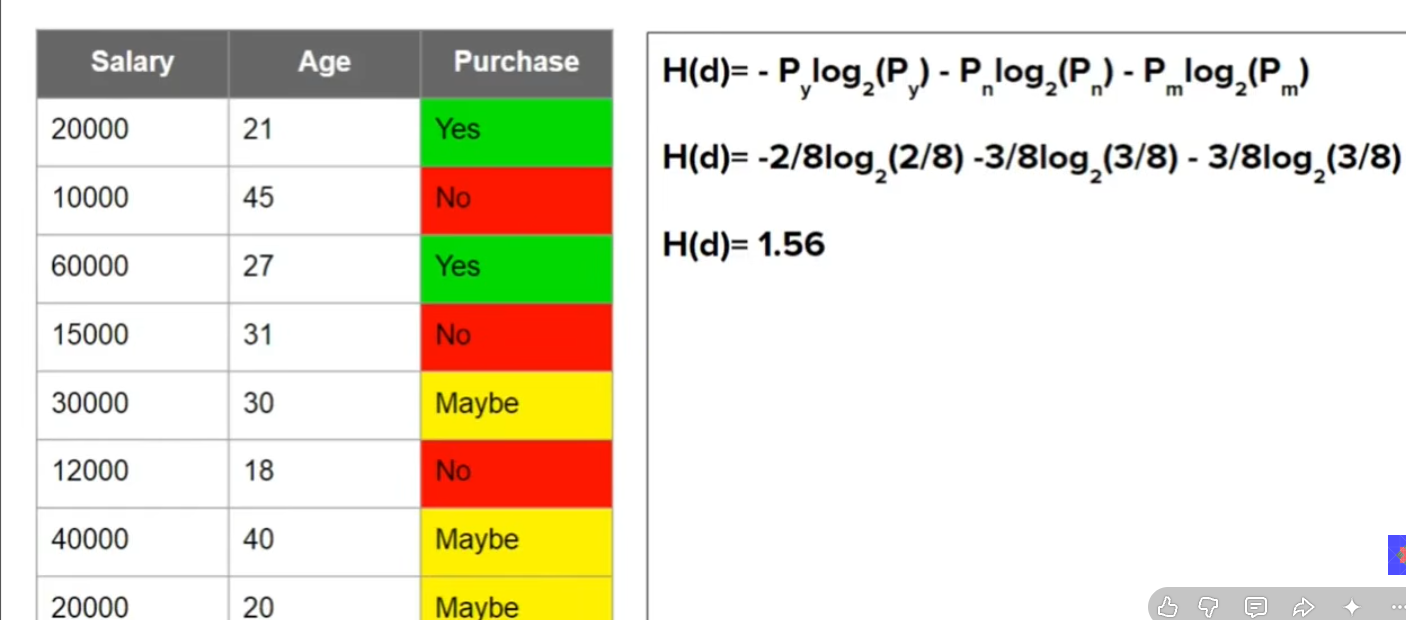 Salary Age Purchase
20000 21 Yes
10000 45 No
60000 27 Yes
15000 31 No
30000 30 Maybe
12000 18 No
40000 40 Maybe
20000 20 Maybe
H(d)= - Pylog2(Py) - Pnlog2(Pn) - Pmlog2(Pm)
H(d)= -2/8log2(2/8) -3/8log2(3/8) - 3/8log2(3/8)
H(d)= 1.56